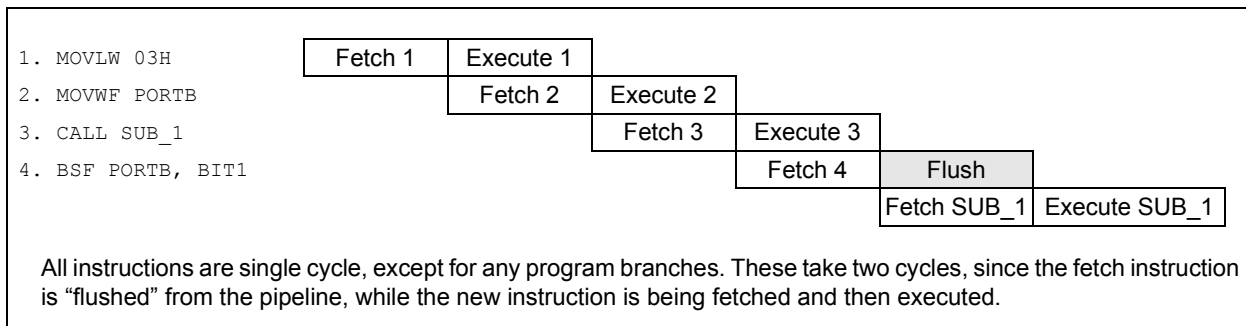 1. MOVLW 03H Fetch 1 Execute 1
2. MOVWF PORTB Fetch 2 Execute 2
3. CALL SUB_1 Fetch 3 Execute 3
4. BSF PORTB, BIT1 Fetch 4 Flush
Fetch SUB_1 Execute SUB_1
All instructions are single cycle, except for any program branches. These take two cycles, since the fetch instruction
is “flushed” from the pipeline, while the new instruction is being fetched and then executed.